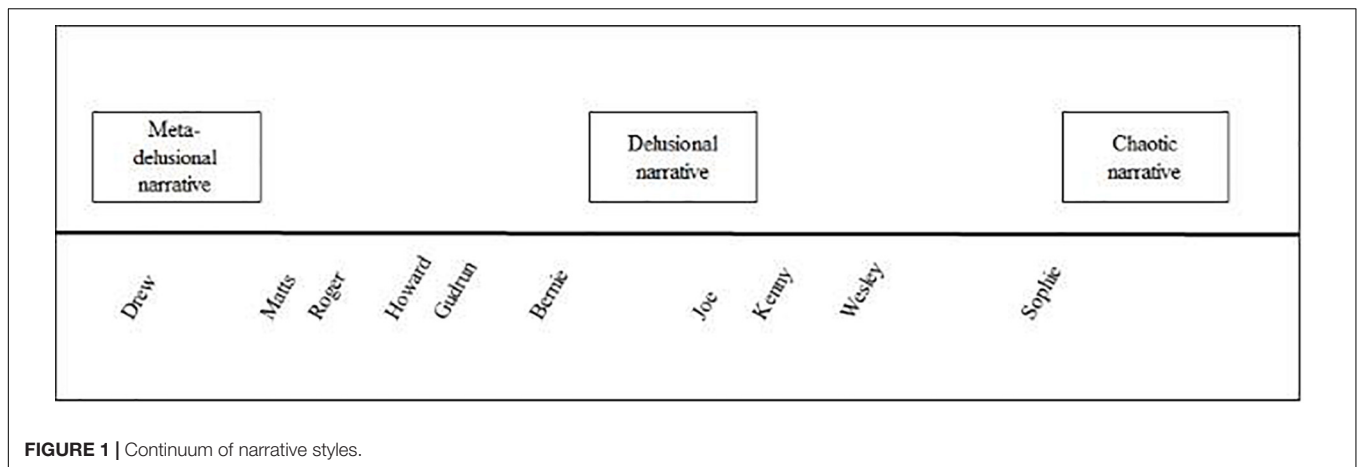 Meta-
delusional
narrative
Delusional
narrative
Chaotic
narrative
Drew
Matts
Roger
Howard
Gudrun
Bernie
Joe
Kenny
Wesley
Sophie
FIGURE 1 | Continuum of narrative styles.